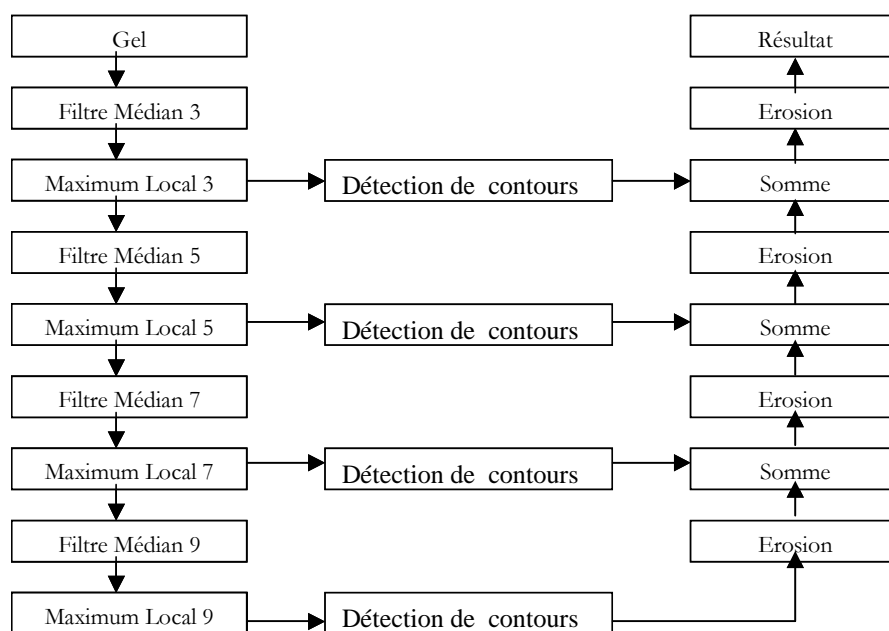 Gel
Résultat
Filtre Médian 3
Erosion
Maximum Local 3
Détection de contours
Somme
Filtre Médian 5
Erosion
Maximum Local 5
Détection de contours
Somme
Filtre Médian 7
Erosion
Maximum Local 7
Détection de contours
Somme
Filtre Médian 9
Erosion
Maximum Local 9
Détection de contours